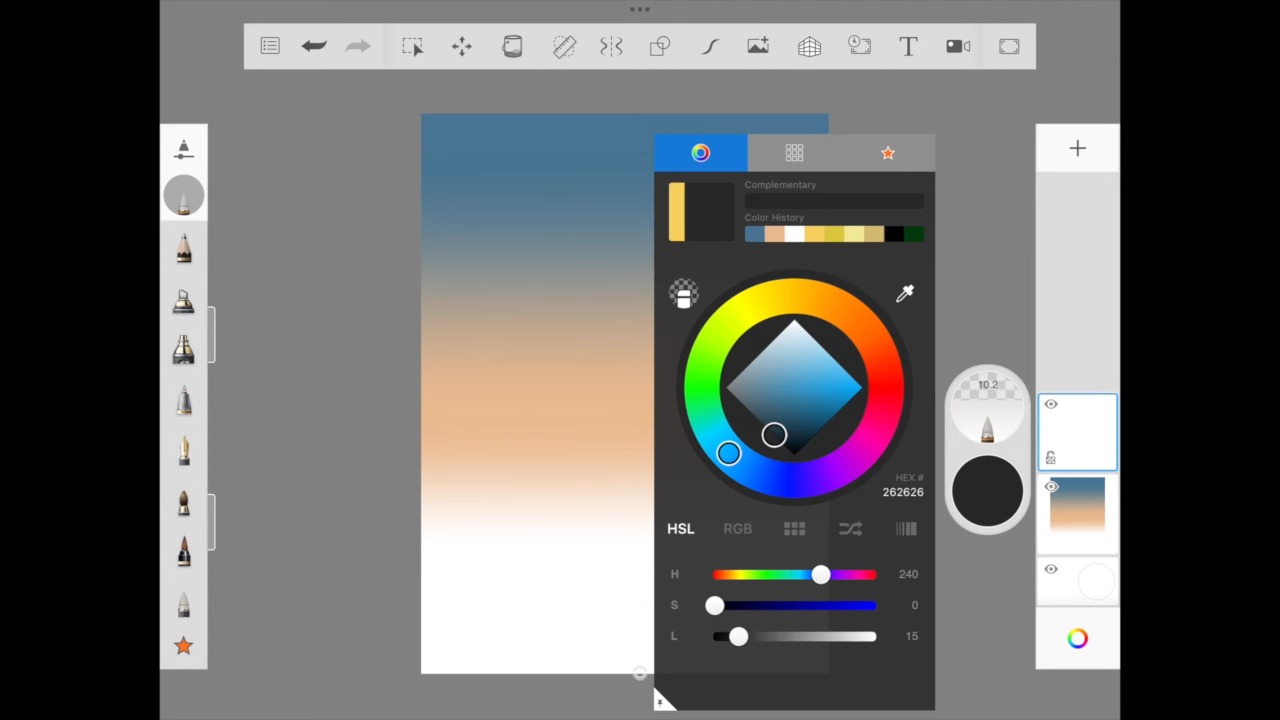 T
Complementary
Color History
10.2
HEX #
262626
HSL
RGB
H
240
S
0
L
15